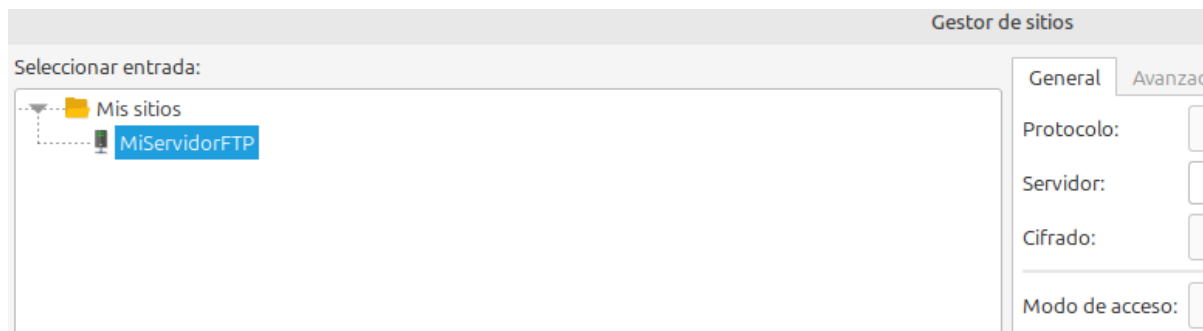 Gestor de sitios
Seleccionar entrada:
Mis sitios
MiServidorFTP
General
Protocolo:
Servidor:
Cifrado:
Modo de acceso: